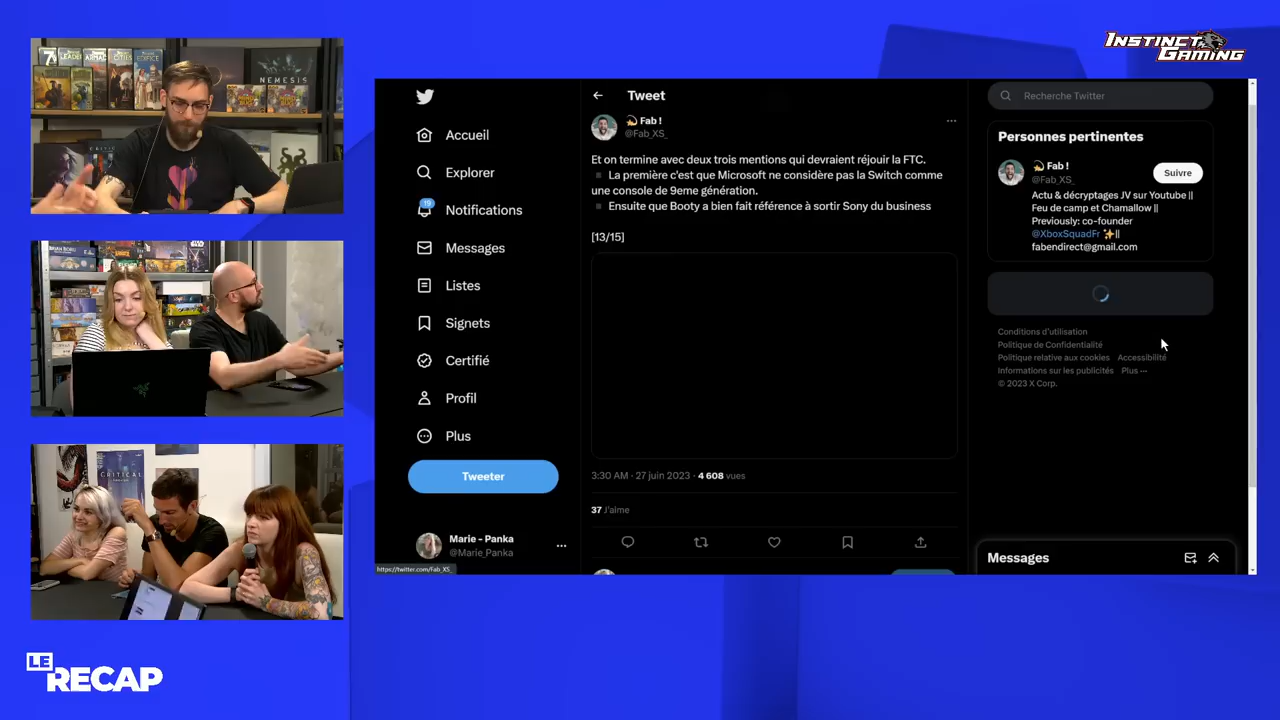 INSTINCT
GAMING
NEMESIS
CRITICAL
LE
RECAP
Accueil
Explorer
19
Notifications
Messages
Listes
Signets
Certifié
Profil
Plus
Tweeter
Marie - Panka
@Marie_Panka
https://twitter.com/Fab_XS_
Tweet
Fab !
@Fab_XS_
Et on termine avec deux trois mentions qui devraient réjouir la FTC.
La première c'est que Microsoft ne considère pas la Switch comme
une console de 9eme génération.
Ensuite que Booty a bien fait référence à sortir Sony du business
[13/15]
3:30 AM · 27 juin 2023 · 4 608 vues
37 J'aime
Recherche Twitter
Personnes pertinentes
Fab !
@Fab_XS_
Suivre
Actu & décryptages JV sur Youtube ||
Feu de camp et Chamallow ||
Previously: co-founder
@XboxSquadFr ✨||
fabendirect@gmail.com
Conditions d'utilisation
Politique de Confidentialité
Politique relative aux cookies Accessibilité
Informations sur les publicités Plus ···
© 2023 X Corp.
Messages